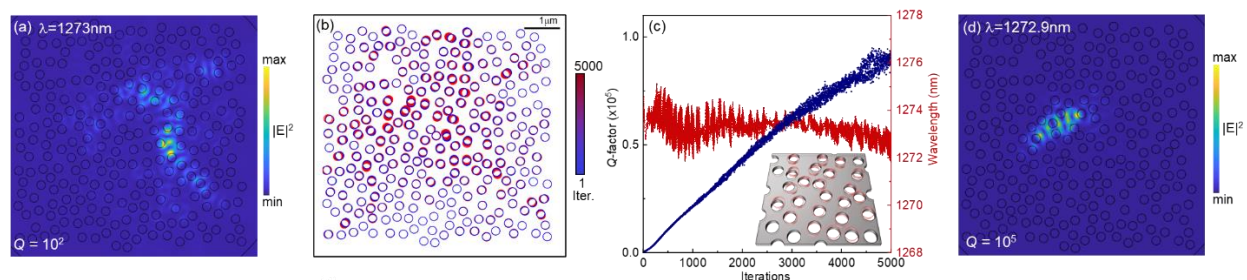 (a) λ=1273nm
Q = 10²
max
|E|²
min
(b)
1μm
5000
1
Iter.
(c)
1.0
0.5
0.0
Q-factor (x10⁵)
0
1000
2000
3000
4000
5000
Iterations
1278
1276
1274
1272
1270
1268
Wavelength (nm)
(d) λ=1272.9nm
Q = 10⁵
max
|E|²
min